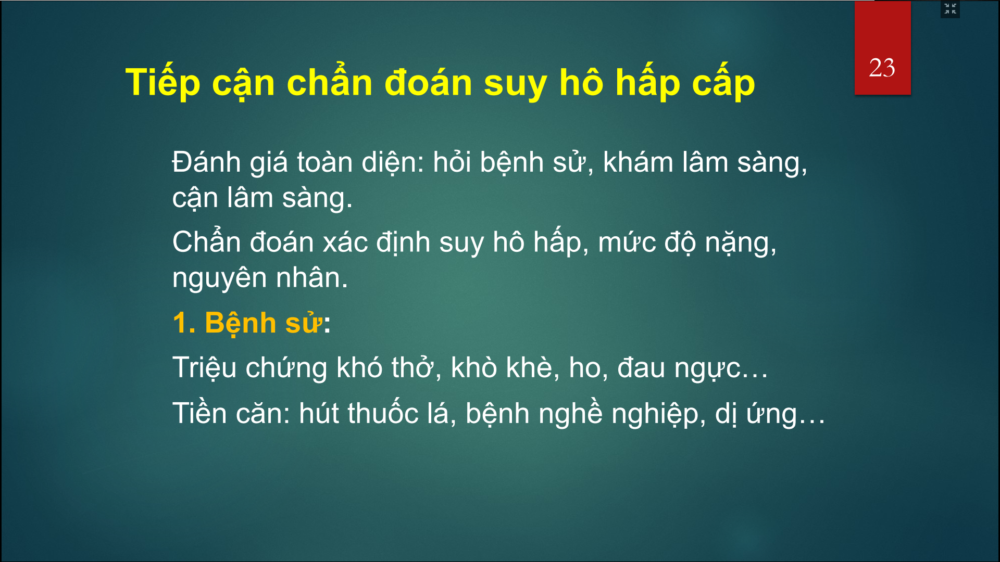 23
Tiếp cận chẩn đoán suy hô hấp cấp
Đánh giá toàn diện: hỏi bệnh sử, khám lâm sàng,
cận lâm sàng.
Chẩn đoán xác định suy hô hấp, mức độ nặng,
nguyên nhân.
1. Bệnh sử:
Triệu chứng khó thở, khò khè, ho, đau ngực…
Tiền căn: hút thuốc lá, bệnh nghề nghiệp, dị ứng…